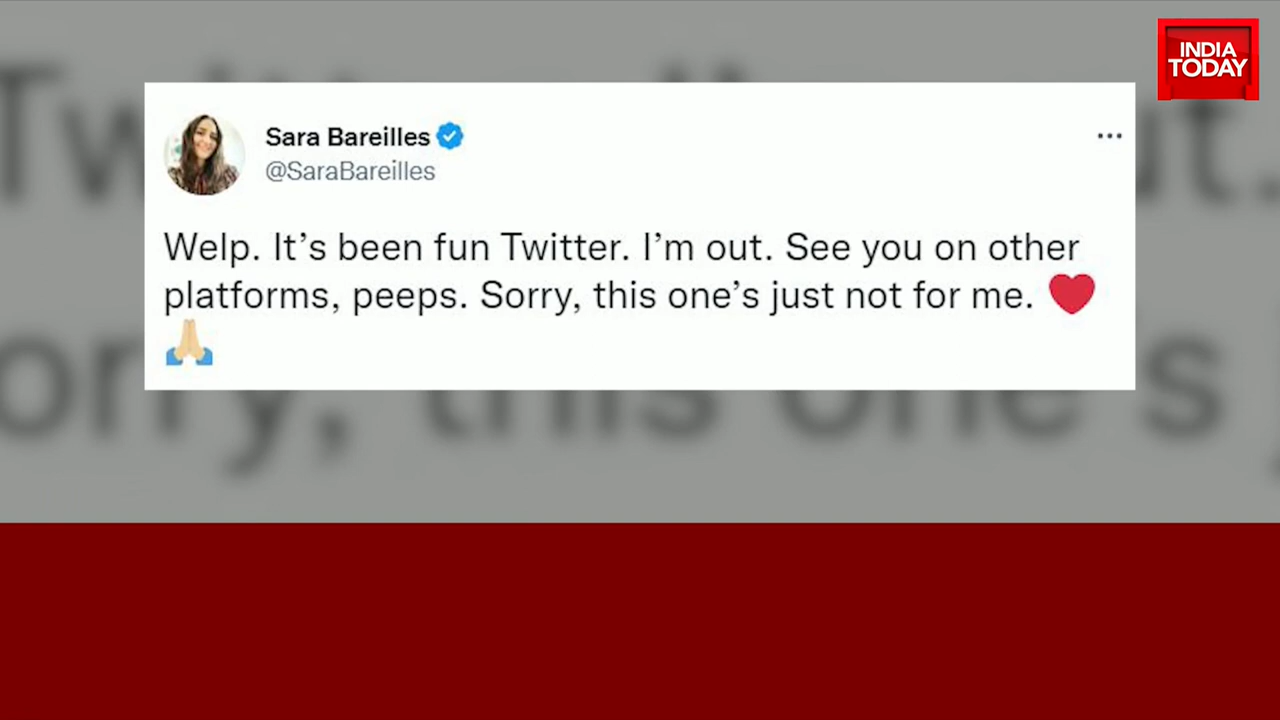 INDIA
TODAY
Sara Bareilles
@SaraBareilles
Welp. It’s been fun Twitter. I’m out. See you on other
platforms, peeps. Sorry, this one’s just not for me. ❤️
🙏🏼